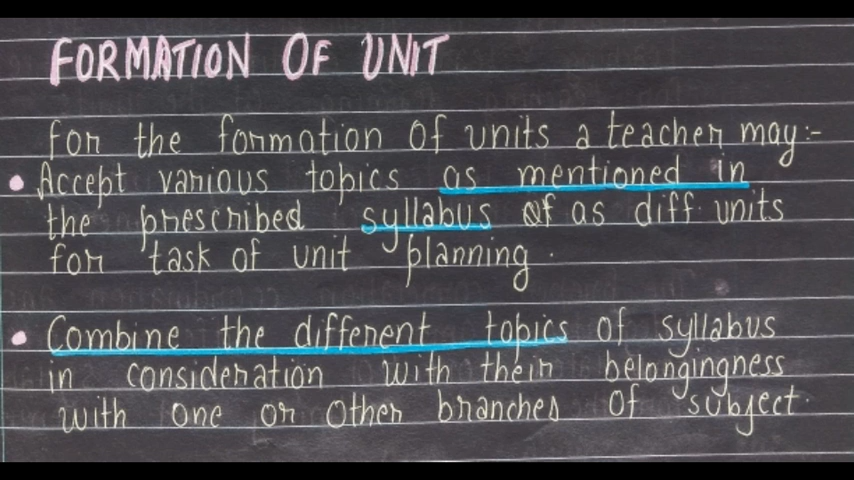 FORMATION OF UNIT
for the formation of units a teacher may:-
• Accept various topics as mentioned in
the prescribed syllabus as diff. units
for task of unit planning.
• Combine the different topics of syllabus
in consideration with their belongingness
with one or other branches of subject.